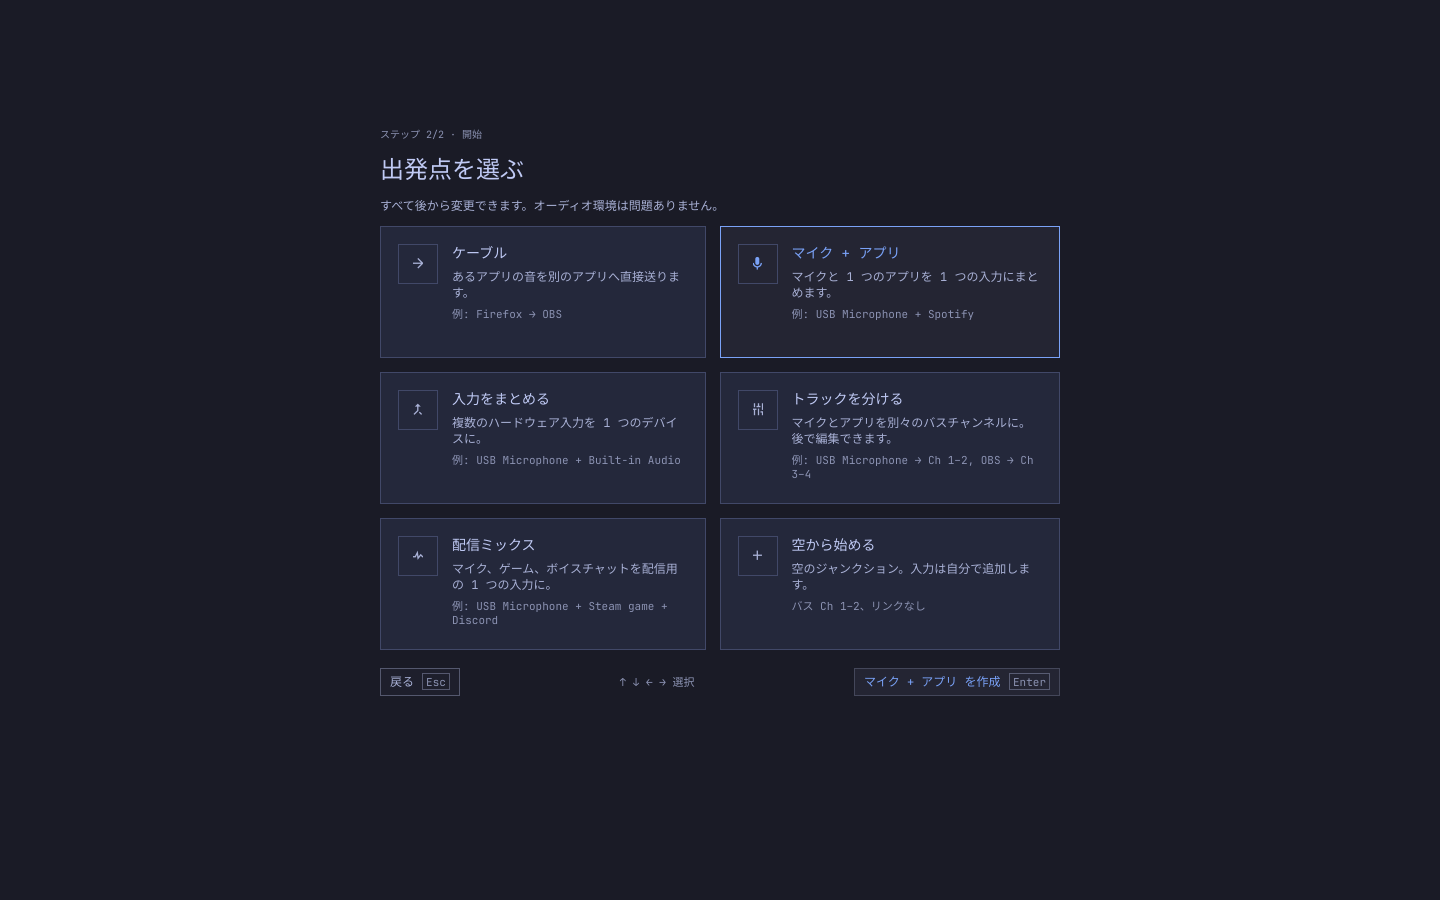 ステップ 2/2 · 開始
出発点を選ぶ
すべて後から変更できます。オーディオ環境は問題ありません。
ケーブル
あるアプリの音を別のアプリへ直接送りま
す。
例: Firefox → OBS
マイク + アプリ
マイクと 1 つのアプリを 1 つの入力にまと
めます。
例: USB Microphone + Spotify
入力をまとめる
複数のハードウェア入力を 1 つのデバイ
スに。
例: USB Microphone + Built-in Audio
トラックを分ける
マイクとアプリを別々のバスチャンネルに。
後で編集できます。
例: USB Microphone → Ch 1–2, OBS → Ch
3–4
配信ミックス
マイク、ゲーム、ボイスチャットを配信用
の 1 つの入力に。
例: USB Microphone + Steam game +
Discord
空から始める
空のジャンクション。入力は自分で追加しま
す。
バス Ch 1–2、リンクなし
戻る Esc
↑ ↓ ← → 選択
マイク + アプリ を作成 Enter